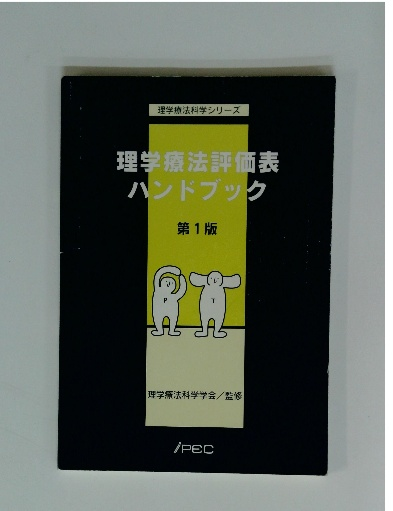 理学療法科学シリーズ
理学療法評価表
ハンドブック
第1版
P T
理学療法科学学会/監修
IPEC